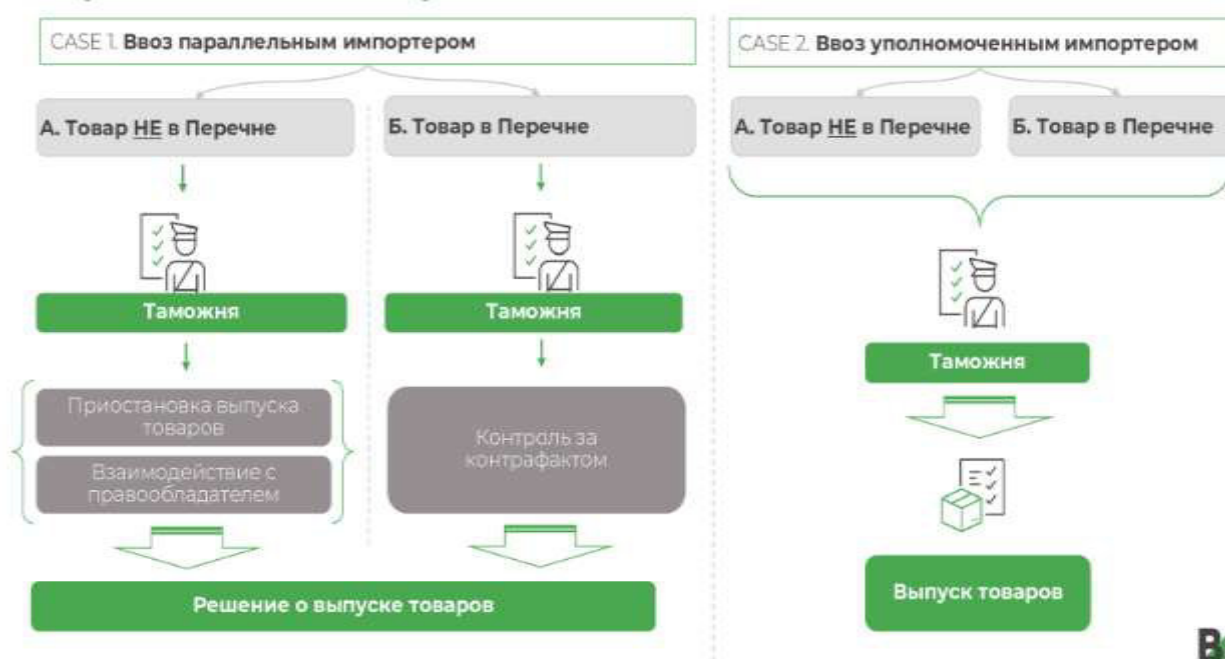 CASE 1. Ввоз параллельным импортером
А. Товар НЕ в Перечне
Б. Товар в Перечне
Таможня
Таможня
Приостановка выпуска
товаров
Взаимодействие с
правообладателем
Контроль за
контрафактом
Решение о выпуске товаров
CASE 2. Ввоз уполномоченным импортером
А. Товар НЕ в Перечне
Б. Товар в Перечне
Таможня
Выпуск товаров